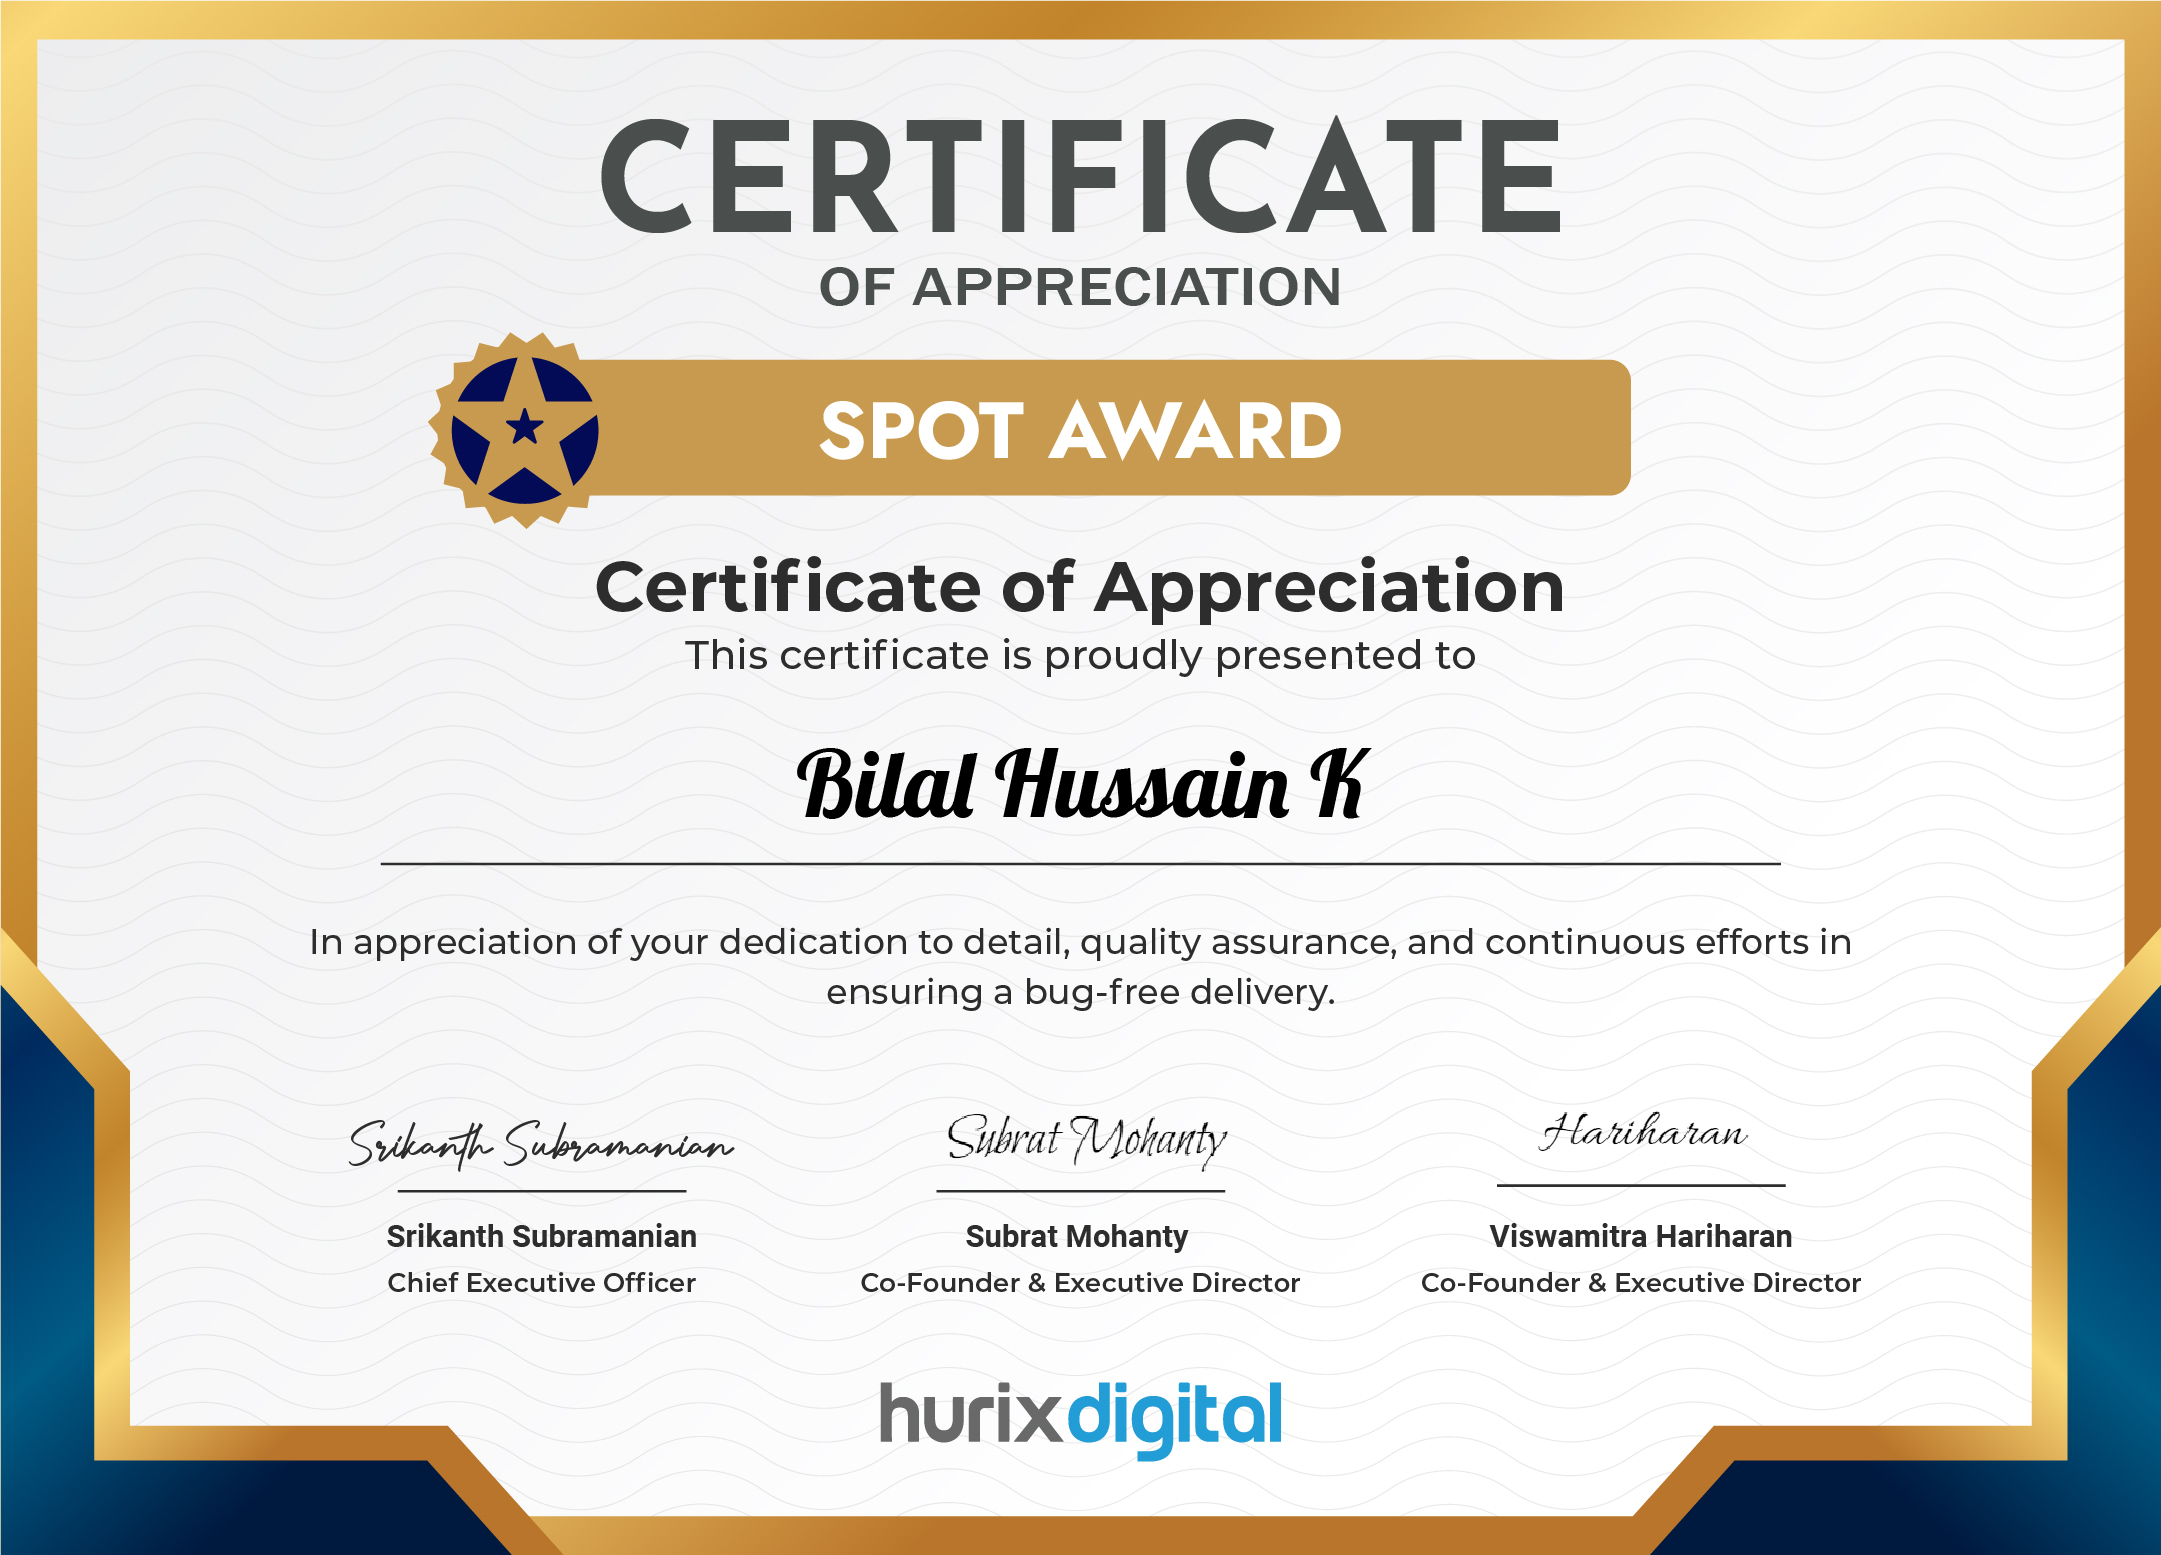 CERTIFICATE
OF APPRECIATION
SPOT AWARD
Certificate of Appreciation
This certificate is proudly presented to
Bilal Hussain K
In appreciation of your dedication to detail, quality assurance, and continuous efforts in
ensuring a bug-free delivery.
Srikanth Subramanian
Subrat Mohanty
Hariharan
Srikanth Subramanian
Subrat Mohanty
Viswamitra Hariharan
Chief Executive Officer
Co-Founder & Executive Director
Co-Founder & Executive Director
hurixdigital